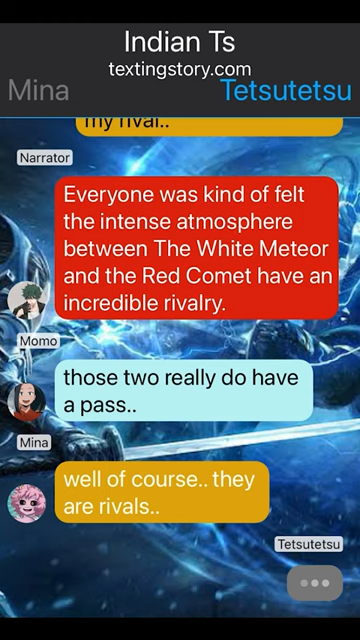 Indian Ts
textingstory.com
Mina
Tetsutetsu
my rival..
Narrator
Everyone was kind of felt
the intense atmosphere
between The White Meteor
and the Red Comet have an
incredible rivalry.
Momo
those two really do have
a pass..
Mina
well of course.. they
are rivals..
Tetsutetsu